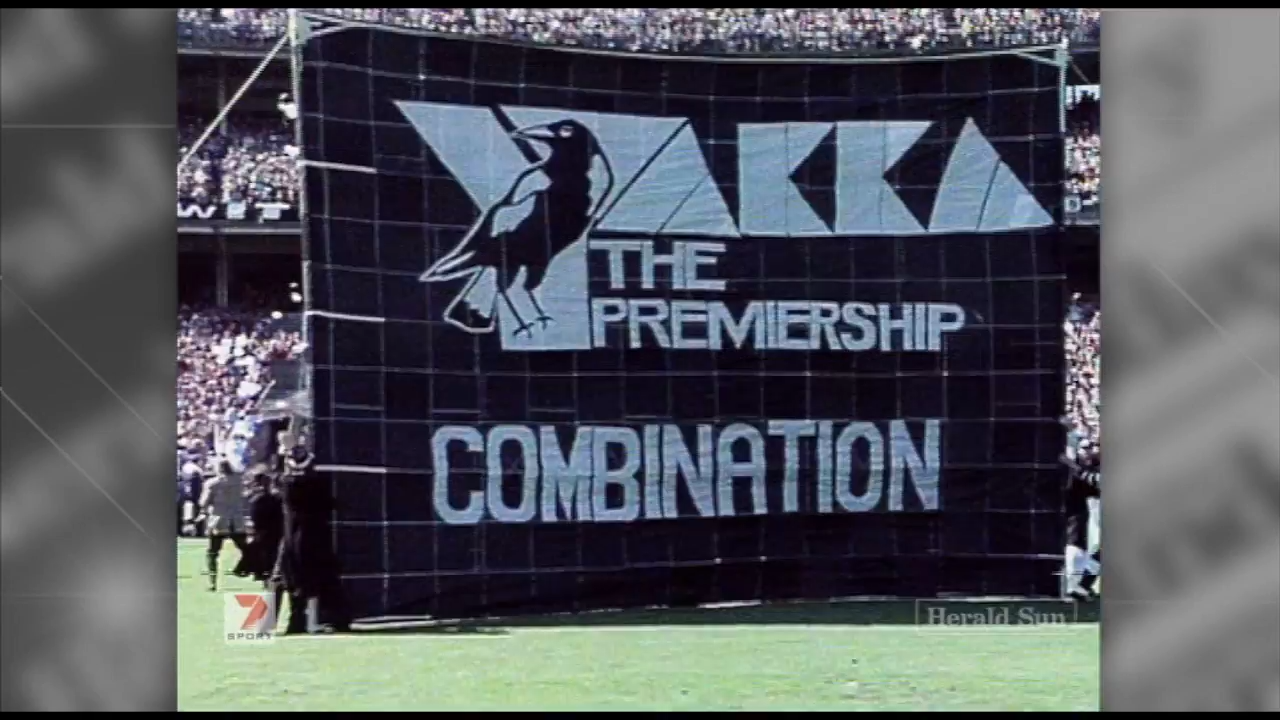 YAKKA
THE
PREMIERSHIP
COMBINATION
7
SPORT
Herald Sun